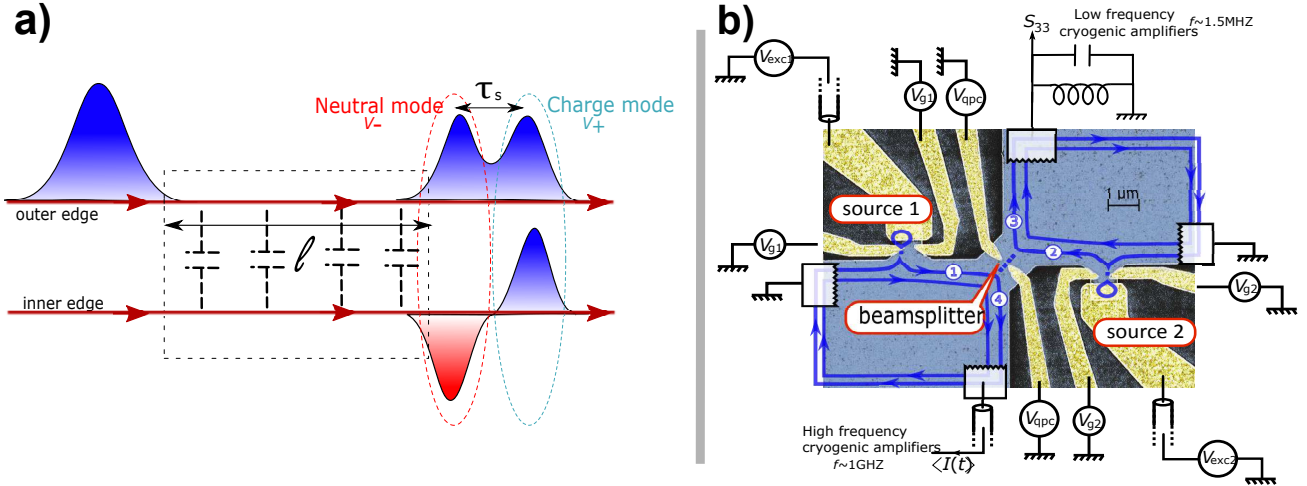 a)
Neutral mode
V−
τs
Charge mode
V+
outer edge
ℓ
inner edge
b)
S33
Low frequency
cryogenic amplifiers
f~1.5MHZ
Vexc1
Vg1
Vqpc
source 1
1 µm
3
2
Vg1
1
4
beamsplitter
Vg2
source 2
High frequency
cryogenic amplifiers
f~1GHZ
<I(t)>
Vqpc
Vg2
Vexc2